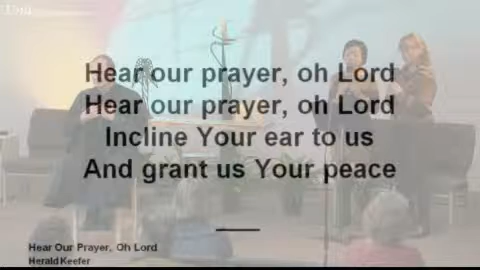 Hear our prayer, oh Lord
Hear our prayer, oh Lord
Incline Your ear to us
And grant us Your peace
Hear Our Prayer, Oh Lord
Herald Keefer